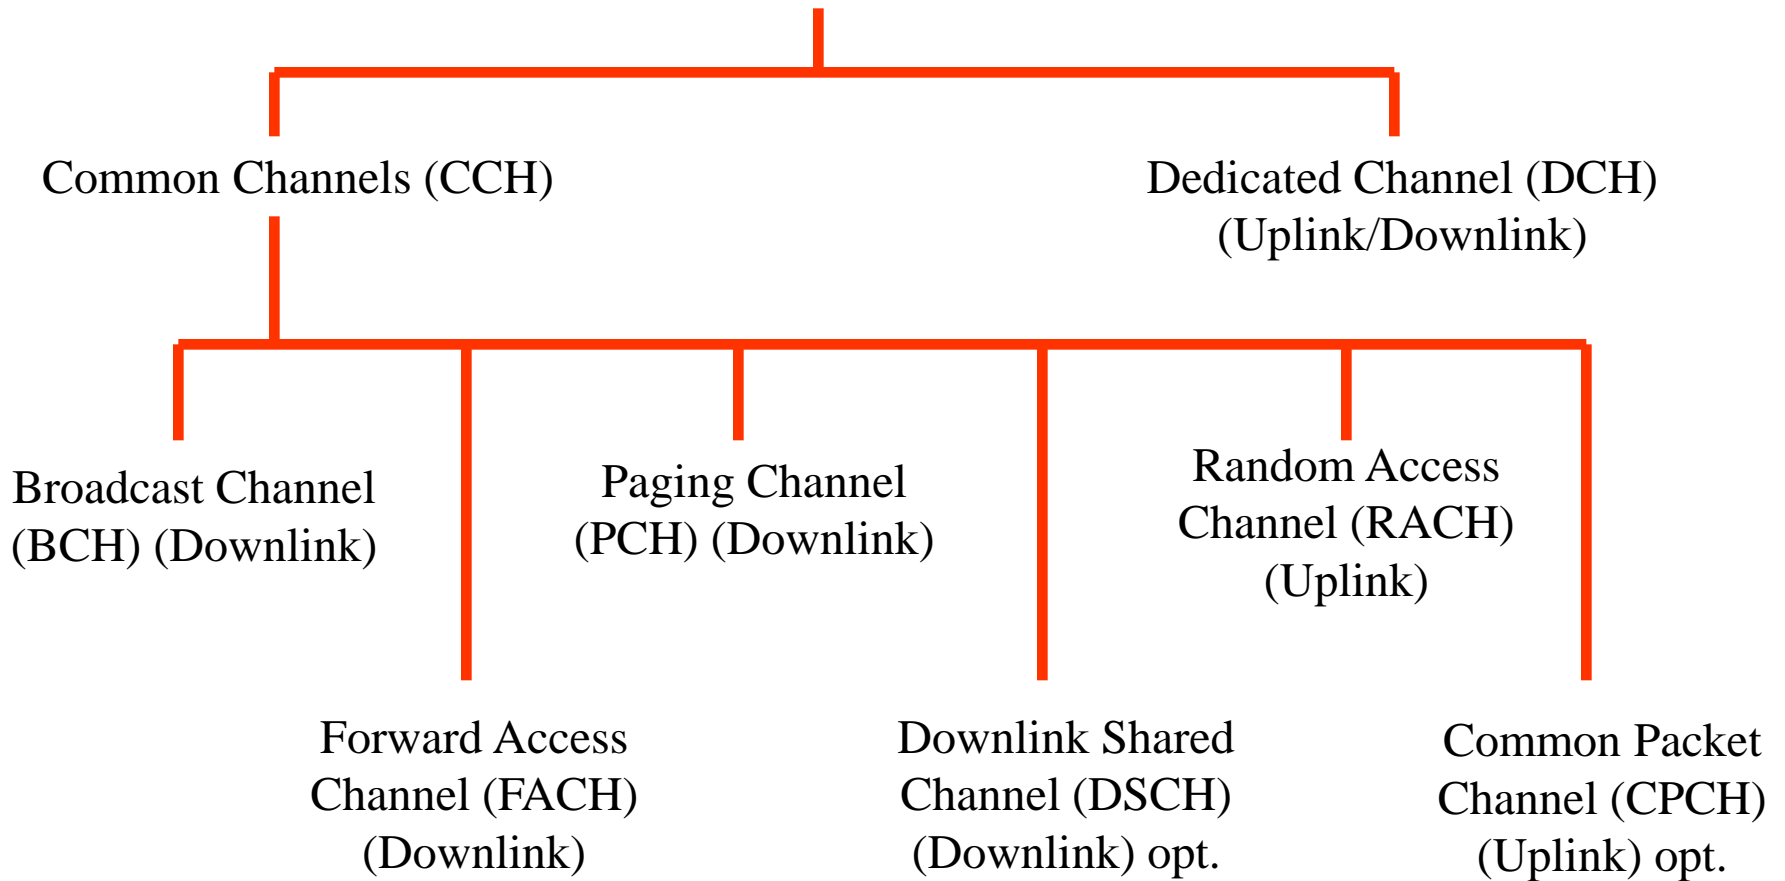 Common Channels (CCH)
Dedicated Channel (DCH)
(Uplink/Downlink)
Broadcast Channel
(BCH) (Downlink)
Paging Channel
(PCH) (Downlink)
Random Access
Channel (RACH)
(Uplink)
Forward Access
Channel (FACH)
(Downlink)
Downlink Shared
Channel (DSCH)
(Downlink) opt.
Common Packet
Channel (CPCH)
(Uplink) opt.